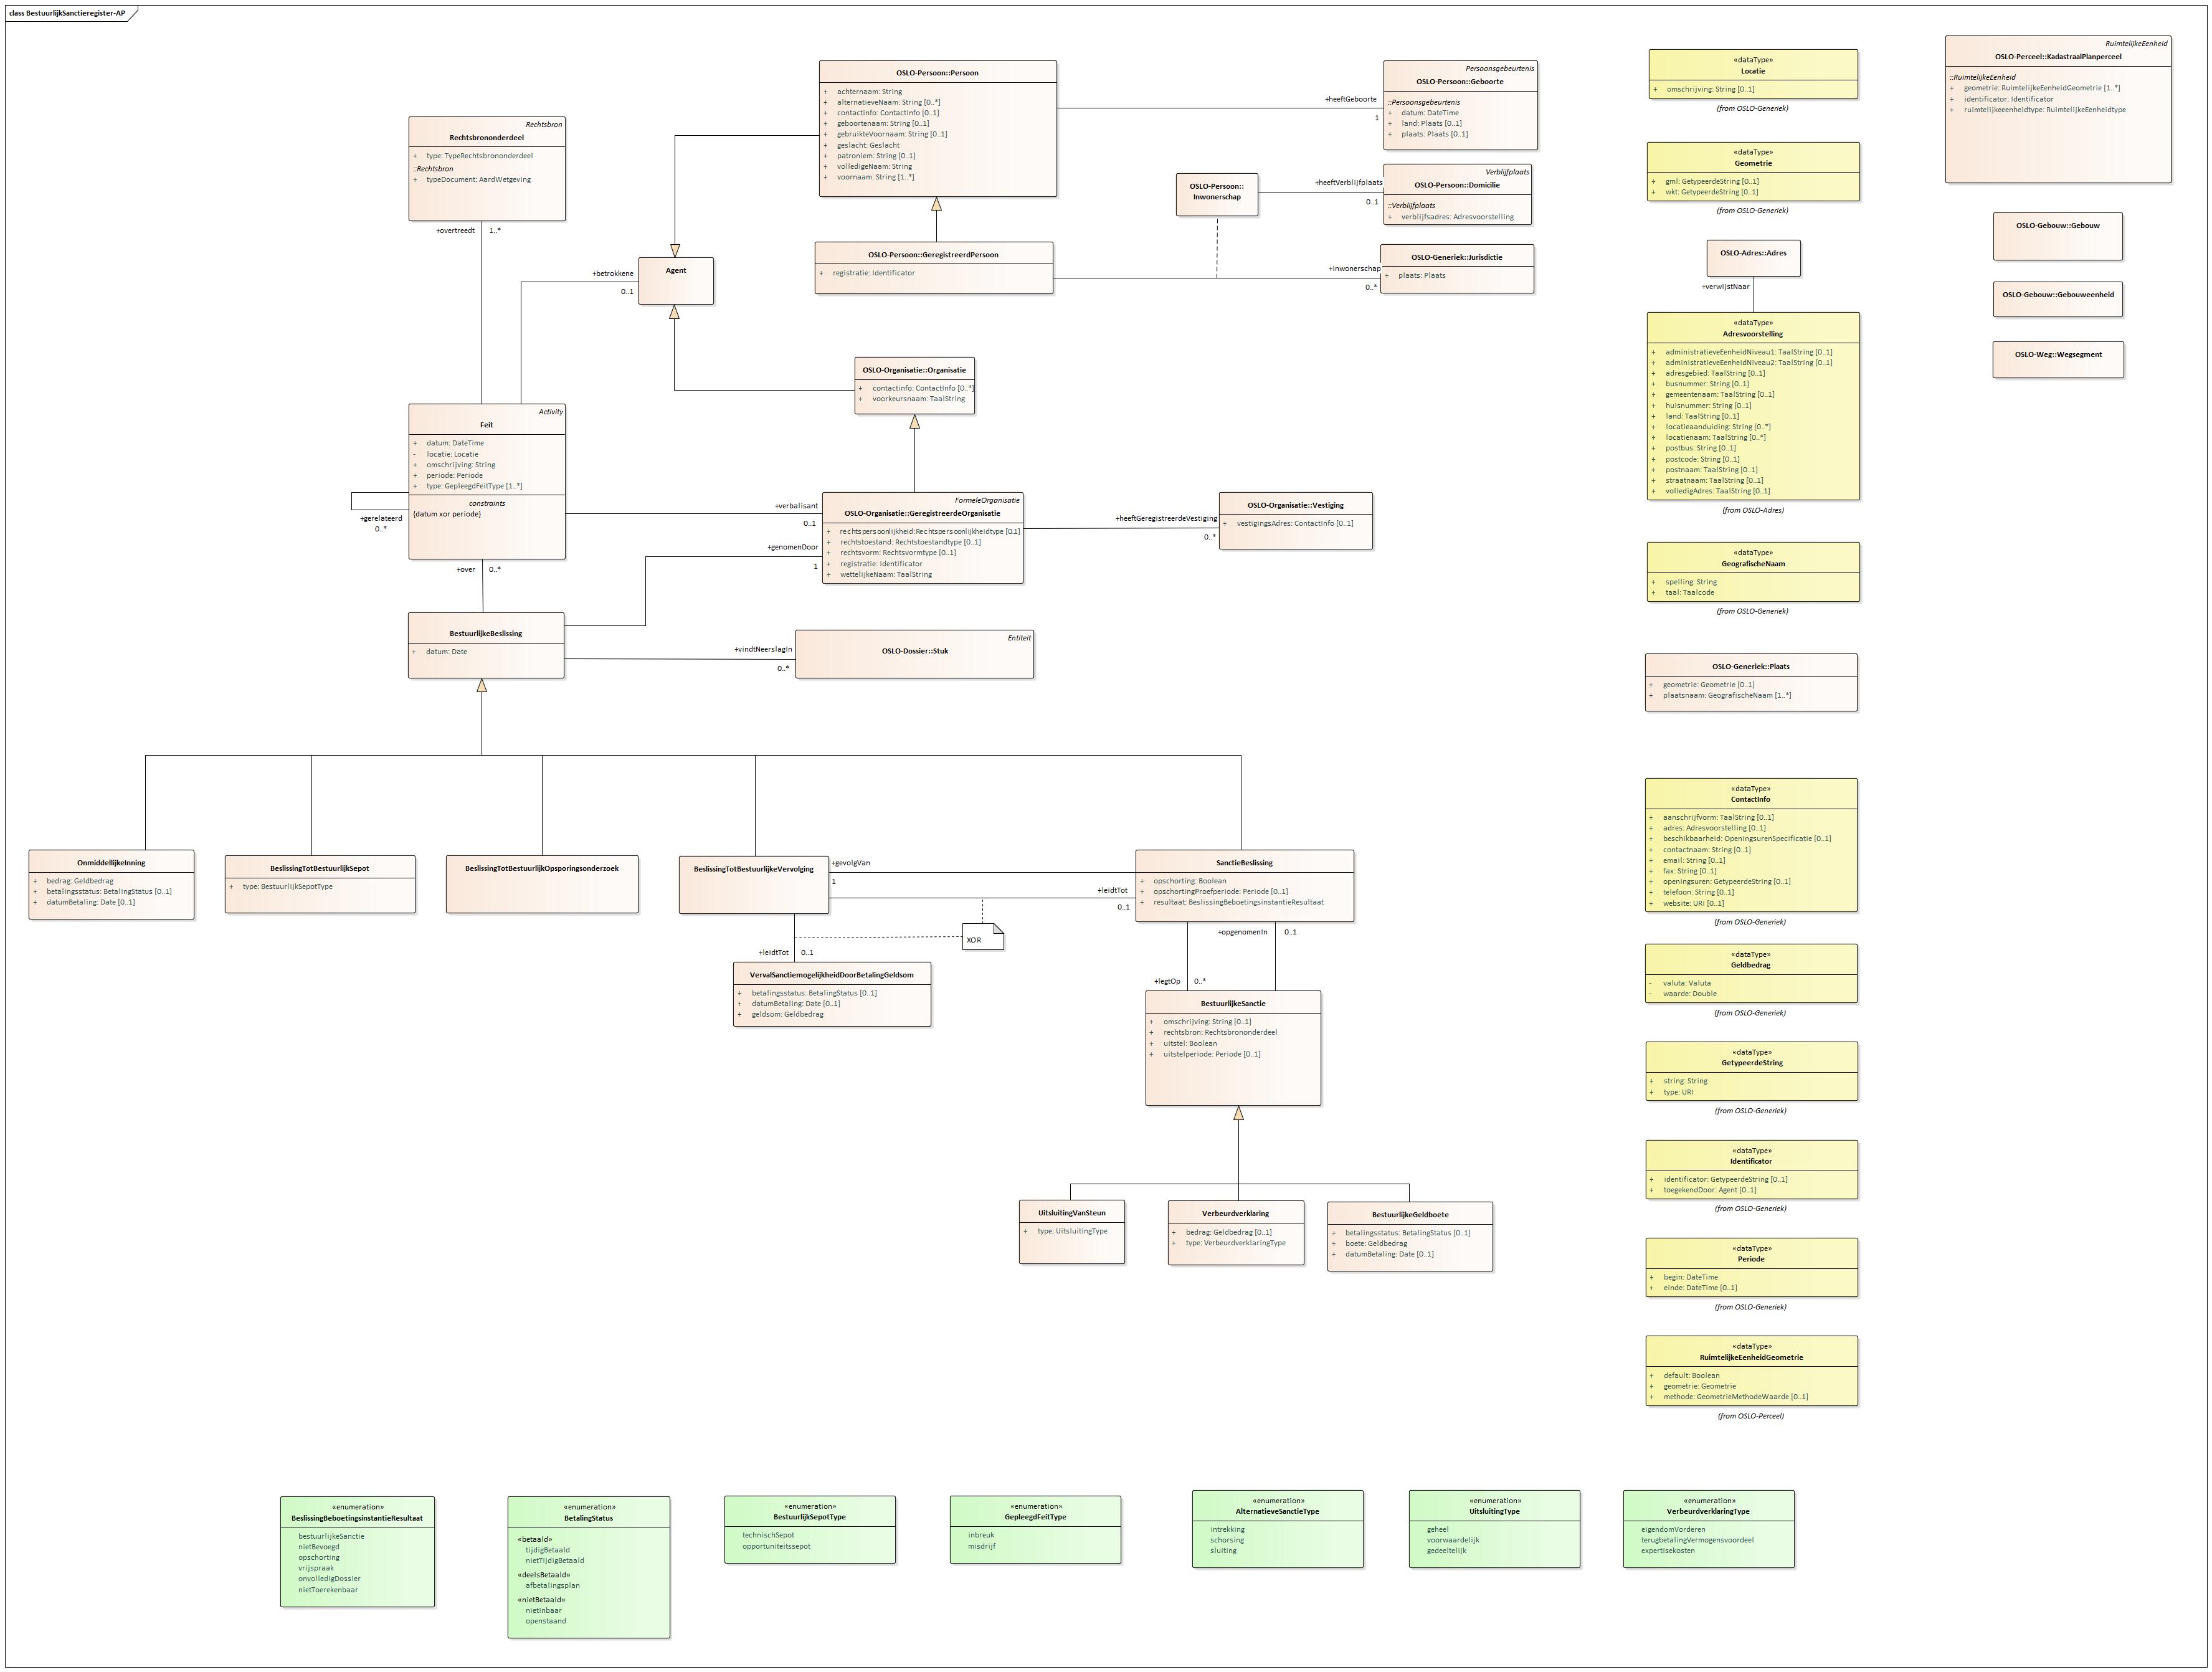 class BestuurlijkSanctieregister-AP
Rechtsbron
Rechtsbrononderdeel
+ type: TypeRechtsbrononderdeel
::Rechtsbron
+ typeDocument: AardWetgeving
+overtreedt
1..*
OSLO-Persoon::Persoon
+ achternaam: String
+ alternatieveNaam: String [0..*]
+ contactinfo: ContactInfo [0..1]
+ geboortenaam: String [0..1]
+ gebruikteVoornaam: String [0..1]
+ geslacht: Geslacht
+ patroniem: String [0..1]
+ volledigeNaam: String
+ voornaam: String [1..*]
+heeftGeboorte
1
Persoonsgebeurtenis
OSLO-Persoon::Geboorte
::Persoonsgebeurtenis
+ datum: DateTime
+ land: Plaats [0..1]
+ plaats: Plaats [0..1]
OSLO-Persoon::
Inwonerschap
+heeftVerblijfplaats
0..1
Verblijfplaats
OSLO-Persoon::Domicilie
::Verblijfplaats
+ verblijfsadres: Adresvoorstelling
OSLO-Persoon::GeregistreerdPersoon
+ registratie: Identificator
+inwonerschap
0..*
OSLO-Generiek::Jurisdictie
+ plaats: Plaats
Agent
+betrokkene
0..1
OSLO-Organisatie::Organisatie
+ contactinfo: ContactInfo [0..*]
+ voorkeursnaam: TaalString
Activity
Feit
+ datum: DateTime
- locatie: Locatie
+ omschrijving: String
+ periode: Periode
+ type: GepleegdFeitType [1..*]
constraints
{datum xor periode}
+gerelateerd
0..*
+verbalisant
0..1
+genomenDoor
1
FormeleOrganisatie
OSLO-Organisatie::GeregistreerdeOrganisatie
+ rechtspersoonlijkheid:Rechtspersoonlijkheidtype [0.1]
+ rechtstoestand: Rechtstoestandtype [0..1]
+ rechtsvorm: Rechtsvormtype [0..1]
+ registratie: Identificator
+ wettelijkeNaam: TaalString
+heeftGeregistreerdeVestiging
0..*
OSLO-Organisatie::Vestiging
+ vestigingsAdres: ContactInfo [0..1]
+over
0..*
BestuurlijkeBeslissing
+ datum: Date
+vindtNeerslagIn
0..*
Entiteit
OSLO-Dossier::Stuk
OnmiddellijkeInning
+ bedrag: Geldbedrag
+ betalingsstatus: BetalingStatus [0..1]
+ datumBetaling: Date [0..1]
BeslissingTotBestuurlijkSepot
+ type: BestuurlijkSepotType
BeslissingTotBestuurlijkOpsporingsonderzoek
BeslissingTotBestuurlijkeVervolging
+gevolgVan
1
+leidtTot
0..1
SanctieBeslissing
+ opschorting: Boolean
+ opschortingProefperiode: Periode [0..1]
+ resultaat: BeslissingBeboetingsinstantieResultaat
XOR
+leidtTot
0..1
VervalSanctiemogelijkheidDoorBetalingGeldsom
+ betalingsstatus: BetalingStatus [0..1]
+ datumBetaling: Date [0..1]
+ geldsom: Geldbedrag
+opgenomenIn
0..1
+legtOp
0..*
BestuurlijkeSanctie
+ omschrijving: String [0..1]
+ rechtsbron: Rechtsbrononderdeel
+ uitstel: Boolean
+ uitstelperiode: Periode [0..1]
UitsluitingVanSteun
+ type: UitsluitingType
Verbeurdverklaring
+ bedrag: Geldbedrag [0..1]
+ type: VerbeurdverklaringType
BestuurlijkeGeldboete
+ betalingsstatus: BetalingStatus [0..1]
+ boete: Geldbedrag
+ datumBetaling: Date [0..1]
«dataType»
Locatie
+ omschrijving: String [0..1]
(from OSLO-Generiek)
«dataType»
Geometrie
+ gml: GetypeerdeString [0..1]
+ wkt: GetypeerdeString [0..1]
(from OSLO-Generiek)
OSLO-Adres::Adres
+verwijstNaar
«dataType»
Adresvoorstelling
+ administratieveEenheidNiveau1: TaalString [0..1]
+ administratieveEenheidNiveau2: TaalString [0..1]
+ adresgebied: TaalString [0..1]
+ busnummer: String [0..1]
+ gemeentenaam: TaalString [0..1]
+ huisnummer: String [0..1]
+ land: TaalString [0..1]
+ locatieaanduiding: String [0..*]
+ locatienaam: TaalString [0..*]
+ postbus: String [0..1]
+ postcode: String [0..1]
+ postnaam: TaalString [0..1]
+ straatnaam: TaalString [0..1]
+ volledigAdres: TaalString [0..1]
(from OSLO-Adres)
«dataType»
GeografischeNaam
+ spelling: String
+ taal: Taalcode
(from OSLO-Generiek)
OSLO-Generiek::Plaats
+ geometrie: Geometrie [0..1]
+ plaatsnaam: GeografischeNaam [1..*]
«dataType»
ContactInfo
+ aanschrijfvorm: TaalString [0..1]
+ adres: Adresvoorstelling [0..1]
+ beschikbaarheid: OpeningsurenSpecificatie [0..1]
+ contactnaam: String [0..1]
+ email: String [0..1]
+ fax: String [0..1]
+ openingsuren: GetypeerdeString [0..1]
+ telefoon: String [0..1]
+ website: URI [0..1]
(from OSLO-Generiek)
«dataType»
Geldbedrag
- valuta: Valuta
- waarde: Double
(from OSLO-Generiek)
«dataType»
GetypeerdeString
+ string: String
+ type: URI
(from OSLO-Generiek)
«dataType»
Identificator
+ identificator: GetypeerdeString [0..1]
+ toegekendDoor: Agent [0..1]
(from OSLO-Generiek)
«dataType»
Periode
+ begin: DateTime
+ einde: DateTime [0..1]
(from OSLO-Generiek)
«dataType»
RuimtelijkeEenheidGeometrie
+ default: Boolean
+ geometrie: Geometrie
+ methode: GeometrieMethodeWaarde [0..1]
(from OSLO-Perceel)
RuimtelijkeEenheid
OSLO-Perceel::KadastraalPlanperceel
::RuimtelijkeEenheid
+ geometrie: RuimtelijkeEenheidGeometrie [1..*]
+ identificator: Identificator
+ ruimtelijkeeenheidtype: RuimtelijkeEenheidtype
OSLO-Gebouw::Gebouw
OSLO-Gebouw::Gebouweenheid
OSLO-Weg::Wegsegment
«enumeration»
BeslissingBeboetingsinstantieResultaat
bestuurlijkeSanctie
nietBevoegd
opschorting
vrijspraak
onvolledigDossier
nietToerekenbaar
«enumeration»
BetalingStatus
«betaald»
tijdigBetaald
nietTijdigBetaald
«deelsBetaald»
afbetalingsplan
«nietBetaald»
nietInbaar
openstaand
«enumeration»
BestuurlijkSepotType
technischSepot
opportuniteitssepot
«enumeration»
GepleegdFeitType
inbreuk
misdrijf
«enumeration»
AlternatieveSanctieType
intrekking
schorsing
sluiting
«enumeration»
UitsluitingType
geheel
voorwaardelijk
gedeeltelijk
«enumeration»
VerbeurdverklaringType
eigendomVorderen
terugbetalingVermogensvoordeel
expertisekosten